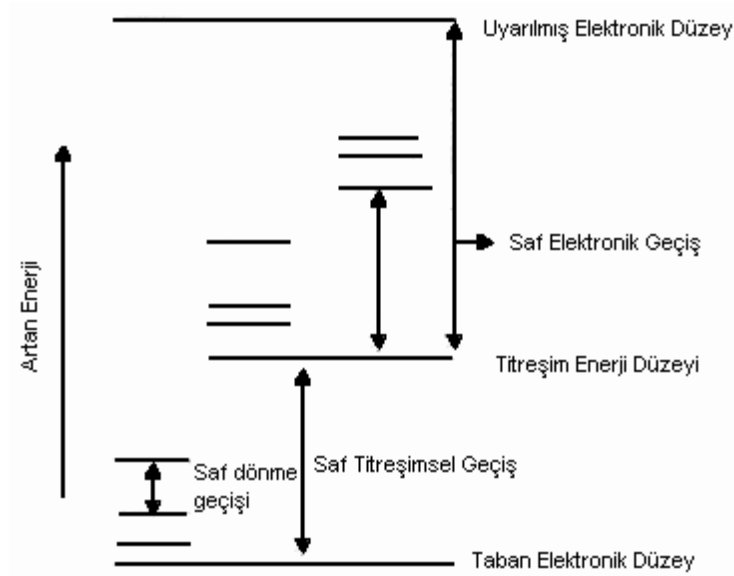 Uyarılmış Elektronik Düzey
Artan Enerji
Saf Elektronik Geçiş
Titreşim Enerji Düzeyi
Saf dönme
geçişi
Saf Titreşimsel Geçiş
Taban Elektronik Düzey